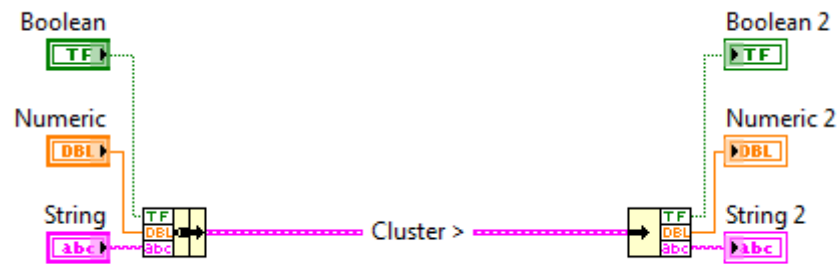 Boolean
Boolean 2
TF
TF
Numeric
Numeric 2
DBL
DBL
String
TF
DBL
abc
Cluster >
TF
DBL
abc
String 2
abc
abc